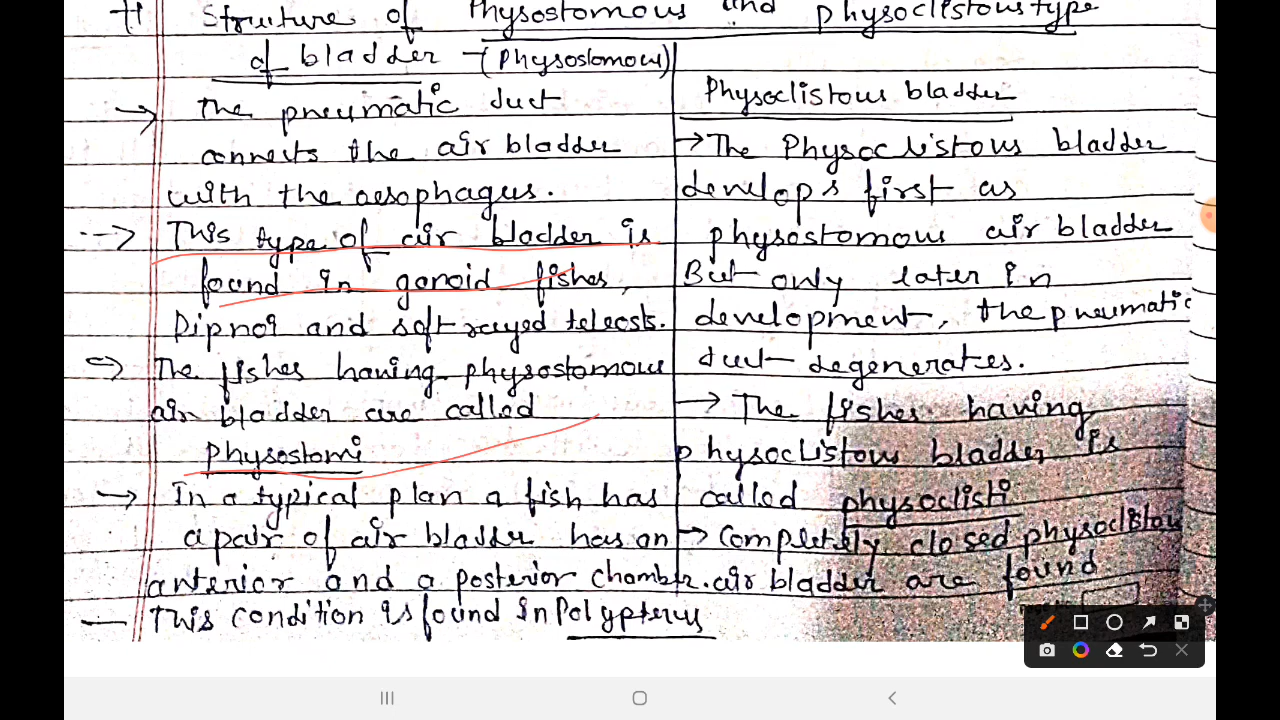 Structure of Physostomous and physoclistous type
of bladder - (Physostomous)
→ The pneumatic duct
connects the air bladder
with the aesophagus.
→ This type of air bladder is
found in ganoid fishes,
Dipnoi and soft rayed teleosts.
⇒ The fishes having physostomous
air bladder are called
Physostomi
→ In a typical plan a fish has
a pair of air bladder has an
anterior and a posterior chamber.
— This condition is found in Polypterus
Physoclistous bladder
→ The Physoclistous bladder
develops first as
physostomous air bladder
But only later in
development, the pneumatic
duct degenerates.
→ The fishes having
physoclistous bladder is
called physoclisti
→ Completely closed physoclistous
air bladder are found